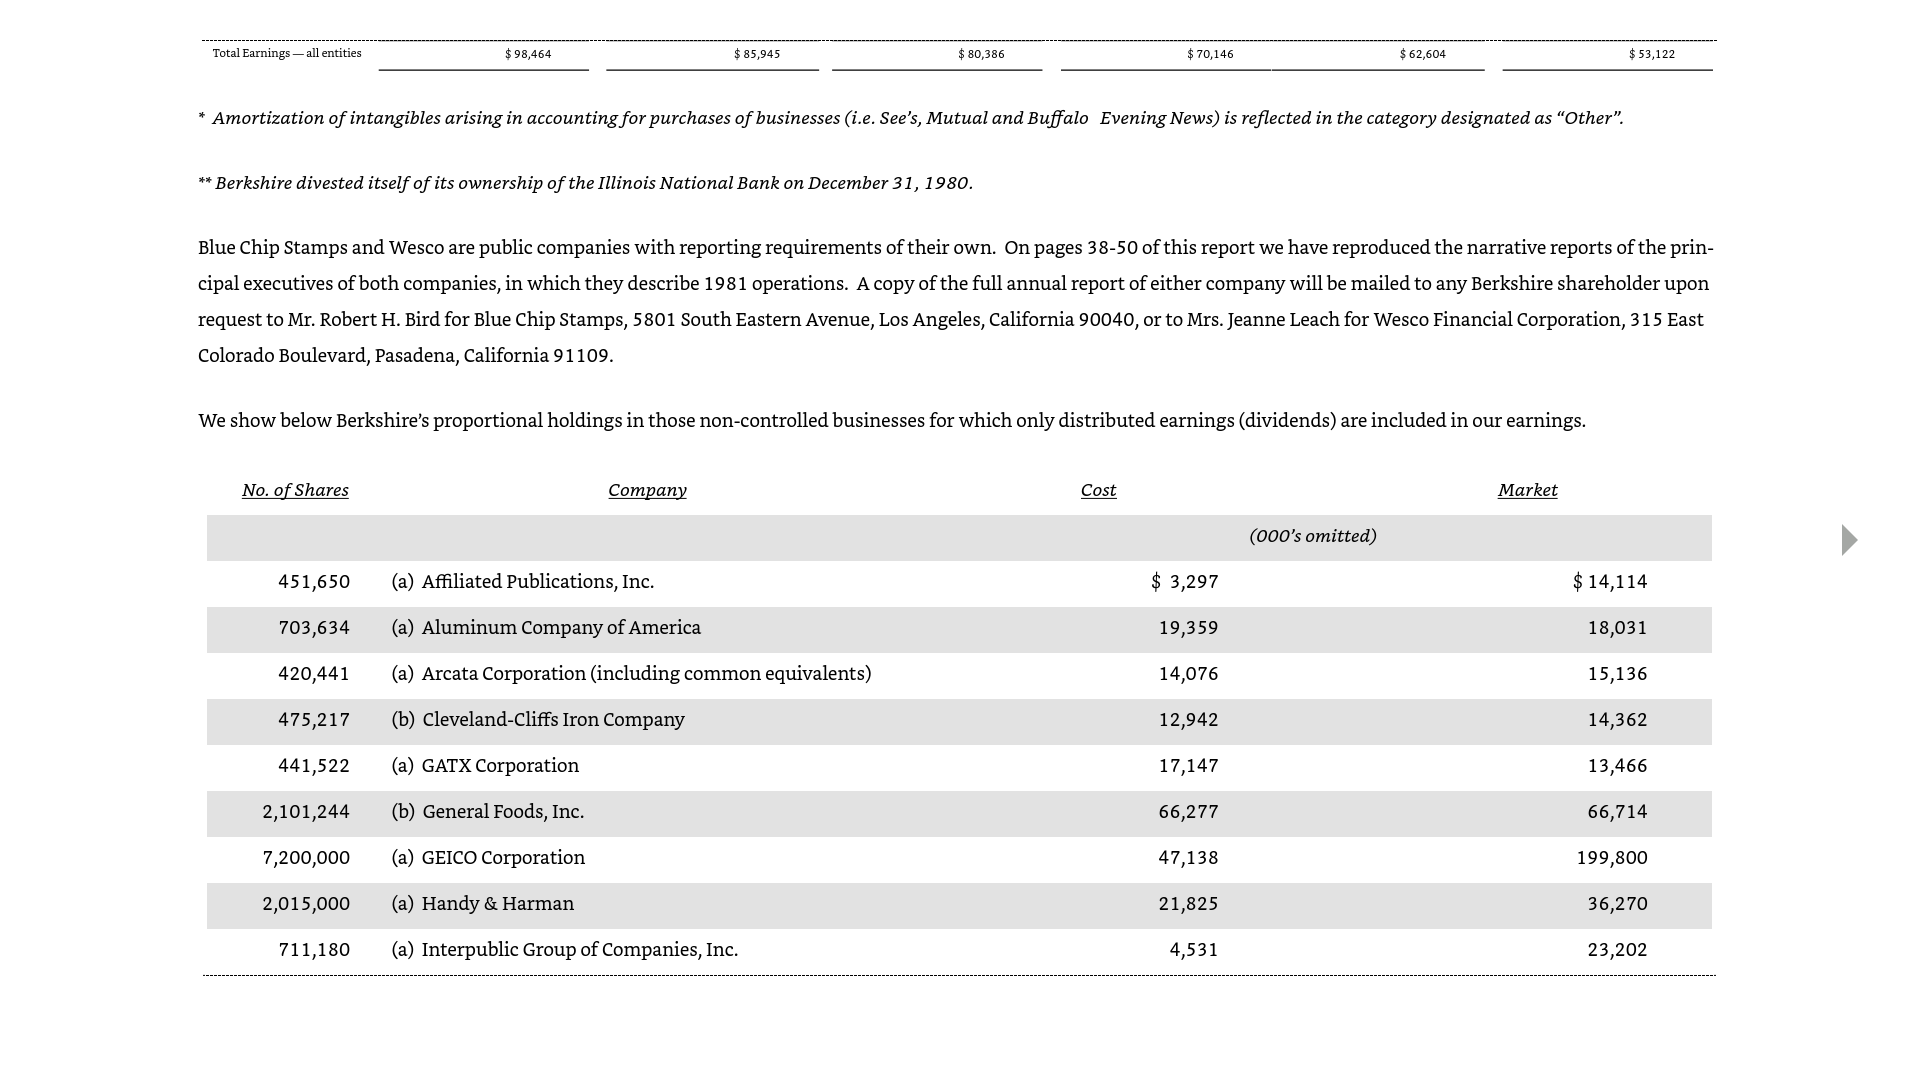 Total Earnings — all entities $ 98,464 $ 85,945 $ 80,386 $ 70,146 $ 62,604 $ 53,122
* Amortization of intangibles arising in accounting for purchases of businesses (i.e. See’s, Mutual and Buffalo Evening News) is reflected in the category designated as “Other”.
** Berkshire divested itself of its ownership of the Illinois National Bank on December 31, 1980.
Blue Chip Stamps and Wesco are public companies with reporting requirements of their own. On pages 38-50 of this report we have reproduced the narrative reports of the prin-
cipal executives of both companies, in which they describe 1981 operations. A copy of the full annual report of either company will be mailed to any Berkshire shareholder upon
request to Mr. Robert H. Bird for Blue Chip Stamps, 5801 South Eastern Avenue, Los Angeles, California 90040, or to Mrs. Jeanne Leach for Wesco Financial Corporation, 315 East
Colorado Boulevard, Pasadena, California 91109.
We show below Berkshire’s proportional holdings in those non-controlled businesses for which only distributed earnings (dividends) are included in our earnings.
No. of Shares Company Cost Market
(000’s omitted)
451,650 (a) Affiliated Publications, Inc. $ 3,297 $ 14,114
703,634 (a) Aluminum Company of America 19,359 18,031
420,441 (a) Arcata Corporation (including common equivalents) 14,076 15,136
475,217 (b) Cleveland-Cliffs Iron Company 12,942 14,362
441,522 (a) GATX Corporation 17,147 13,466
2,101,244 (b) General Foods, Inc. 66,277 66,714
7,200,000 (a) GEICO Corporation 47,138 199,800
2,015,000 (a) Handy & Harman 21,825 36,270
711,180 (a) Interpublic Group of Companies, Inc. 4,531 23,202